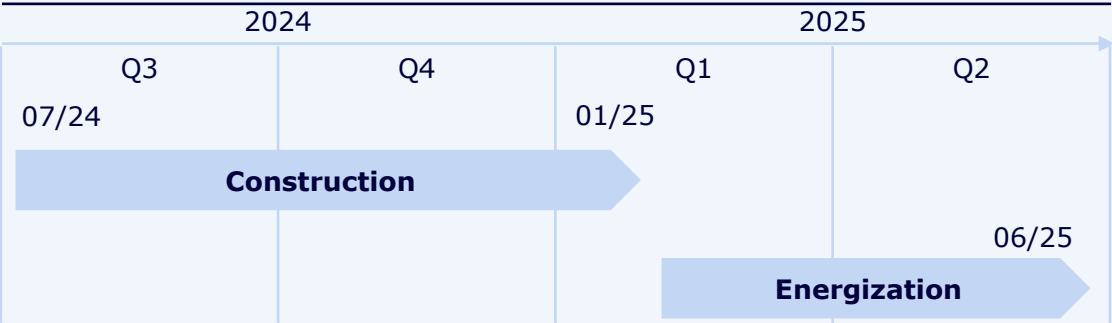 2024 2025
Q3 Q4 Q1 Q2
07/24 01/25
Construction
06/25
Energization